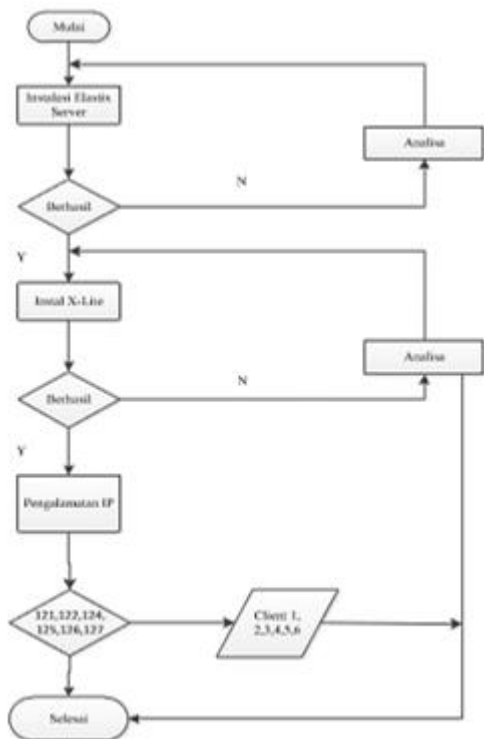 Mulai
Instalasi Elastix
Server
Analisa
N
Berhasil
Y
Instal X-Lite
Analisa
N
Berhasil
Y
Pengalamatan IP
121,122,124,
125,126,127
Client 1,
2,3,4,5,6
Selesai